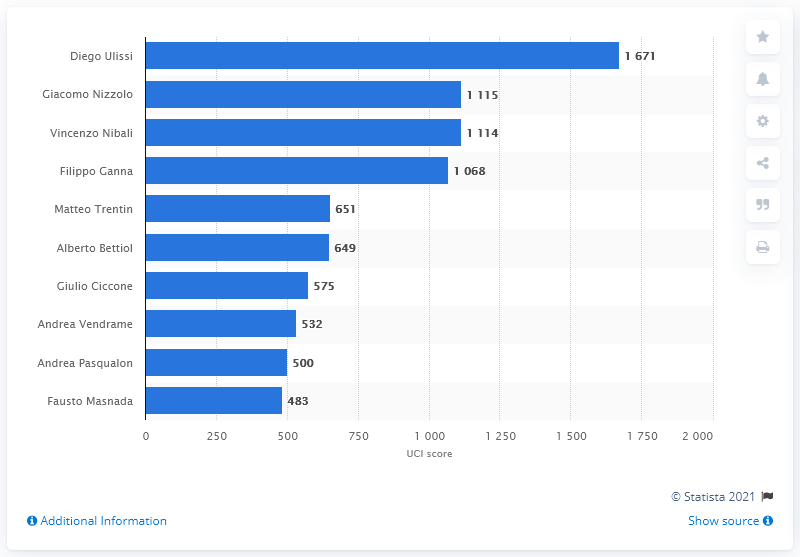 Diego Ulissi 1 671
Giacomo Nizzolo 1 115
Vincenzo Nibali 1 114
Filippo Ganna 1 068
Matteo Trentin 651
Alberto Bettiol 649
Giulio Ciccone 575
Andrea Vendrame 532
Andrea Pasqualon 500
Fausto Masnada 483
0 250 500 750 1 000 1 250 1 500 1 750 2 000
UCI score
© Statista 2021
Additional Information Show source